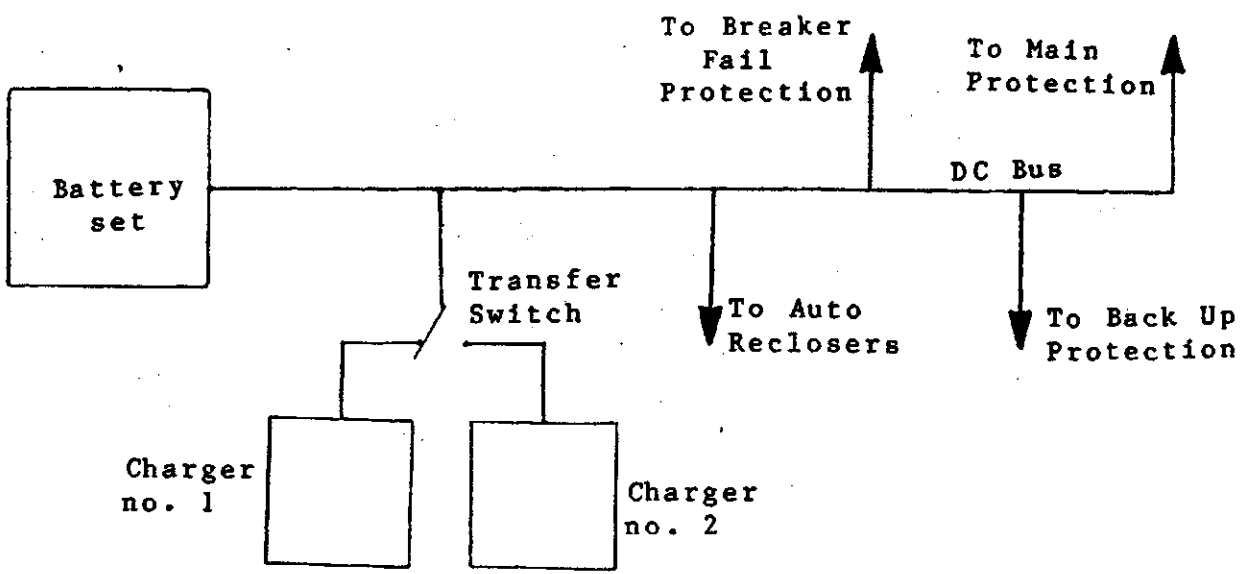 To Breaker
Fail
Protection
To Main
Protection
DC Bus
Battery
set
Transfer
Switch
To Auto
Reclosers
To Back Up
Protection
Charger
no. 1
Charger
no. 2